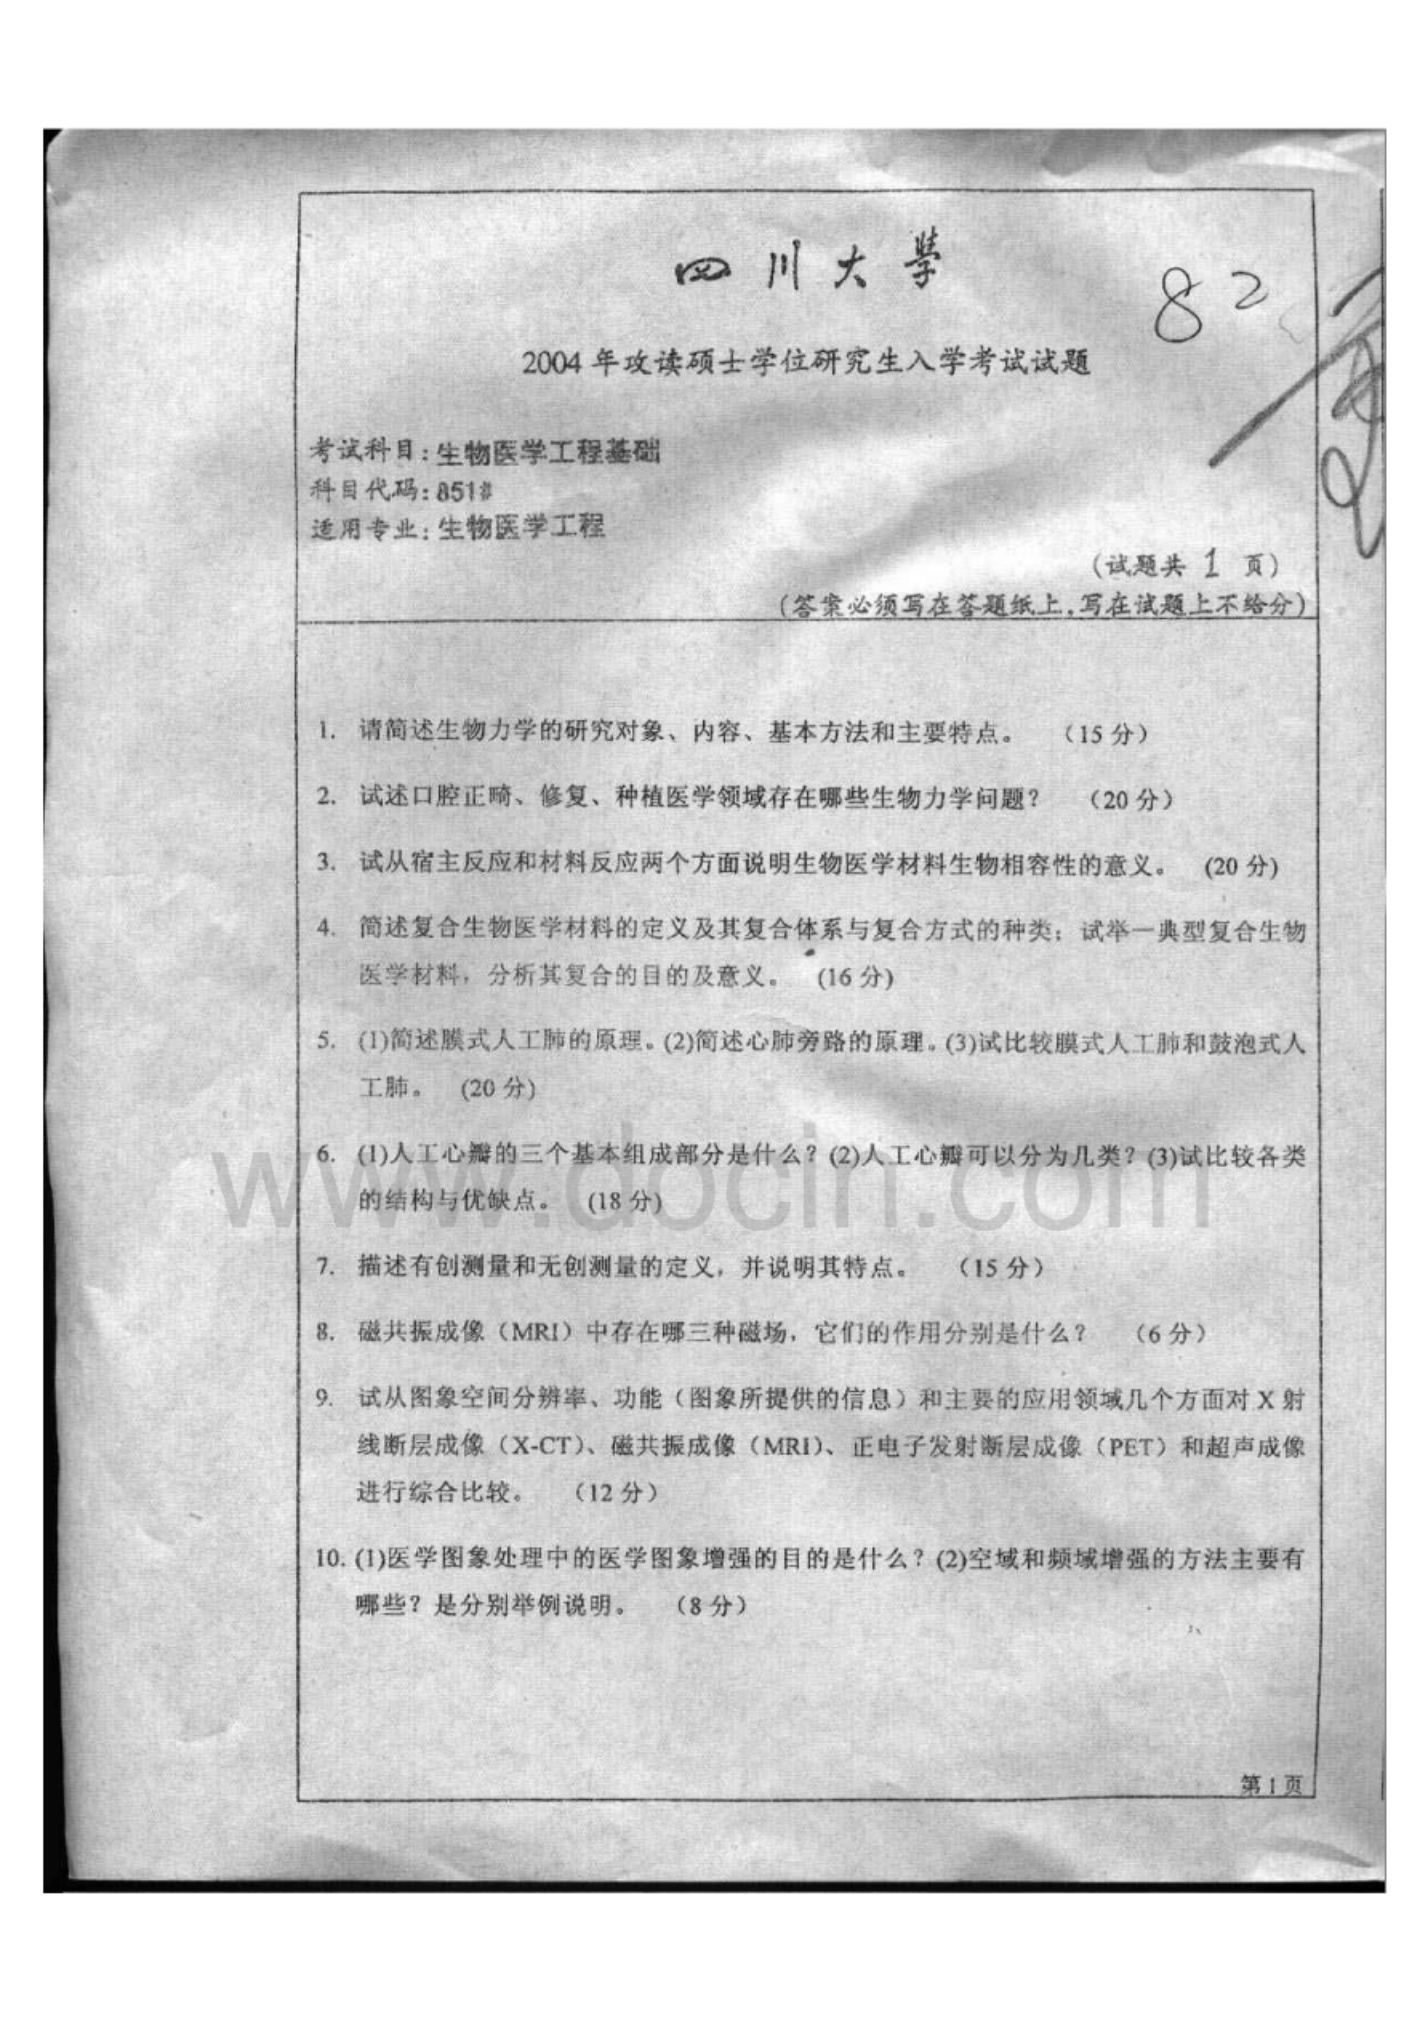 四川大学
82
2004年攻读硕士学位研究生入学考试试题
考试科目：生物医学工程基础
科目代码：851#
适用专业：生物医学工程
（试题共 1 页）
（答案必须写在答题纸上，写在试题上不给分）
1. 请简述生物力学的研究对象、内容、基本方法和主要特点。 （15分）
2. 试述口腔正畸、修复、种植医学领域存在哪些生物力学问题？ （20分）
3. 试从宿主反应和材料反应两个方面说明生物医学材料生物相容性的意义。 (20分)
4. 简述复合生物医学材料的定义及其复合体系与复合方式的种类；试举一典型复合生物
医学材料，分析其复合的目的及意义。 (16分)
5. (1)简述膜式人工肺的原理。(2)简述心肺旁路的原理。(3)试比较膜式人工肺和鼓泡式人
工肺。 (20分)
6. (1)人工心瓣的三个基本组成部分是什么？(2)人工心瓣可以分为几类？(3)试比较各类
的结构与优缺点。 (18分)
www.docin.com
7. 描述有创测量和无创测量的定义，并说明其特点。 （15分）
8. 磁共振成像（MRI）中存在哪三种磁场，它们的作用分别是什么？ （6分）
9. 试从图象空间分辨率、功能（图象所提供的信息）和主要的应用领域几个方面对 X 射
线断层成像（X-CT）、磁共振成像（MRI）、正电子发射断层成像（PET）和超声成像
进行综合比较。 （12分）
10. (1)医学图象处理中的医学图象增强的目的是什么？(2)空域和频域增强的方法主要有
哪些？是分别举例说明。 （8分）
第1页